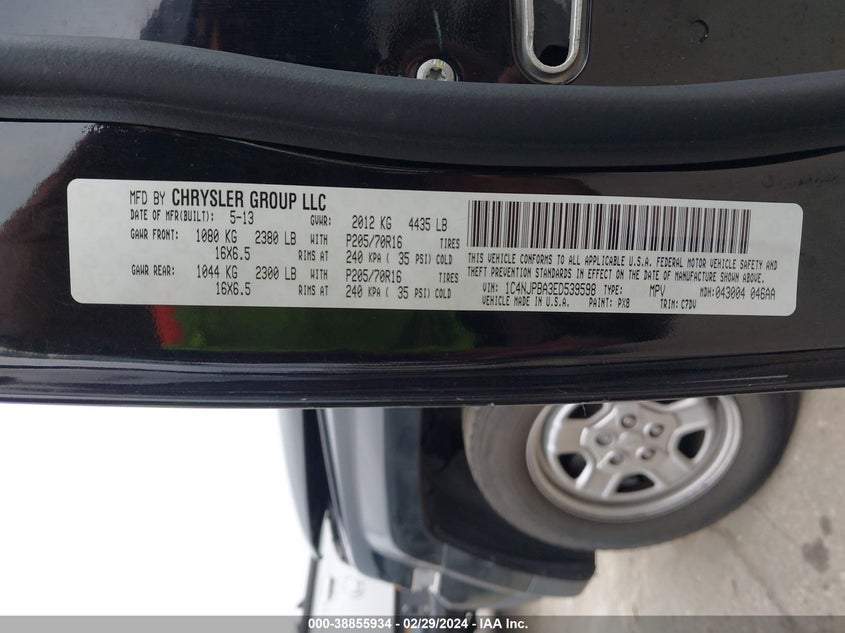 MFD BY CHRYSLER GROUP LLC
DATE OF MFR(BUILT): 5-13 GVWR: 2012 KG 4435 LB
GAWR FRONT: 1080 KG 2380 LB WITH P205/70R16 TIRES
16X6.5 RIMS AT 240 KPA ( 35 PSI) COLD
GAWR REAR: 1044 KG 2300 LB WITH P205/70R16 TIRES
16X6.5 RIMS AT 240 KPA ( 35 PSI) COLD
THIS VEHICLE CONFORMS TO ALL APPLICABLE U.S.A. FEDERAL MOTOR VEHICLE SAFETY AND
THEFT PREVENTION STANDARDS IN EFFECT ON THE DATE OF MANUFACTURE SHOWN ABOVE.
VIN: 1C4NJPBA3ED539598 TYPE: MPV MDH:043004 046AA
VEHICLE MADE IN U.S.A. PAINT: PX8 TRIM: C7DV
000-38855934 - 02/29/2024 - IAA Inc.